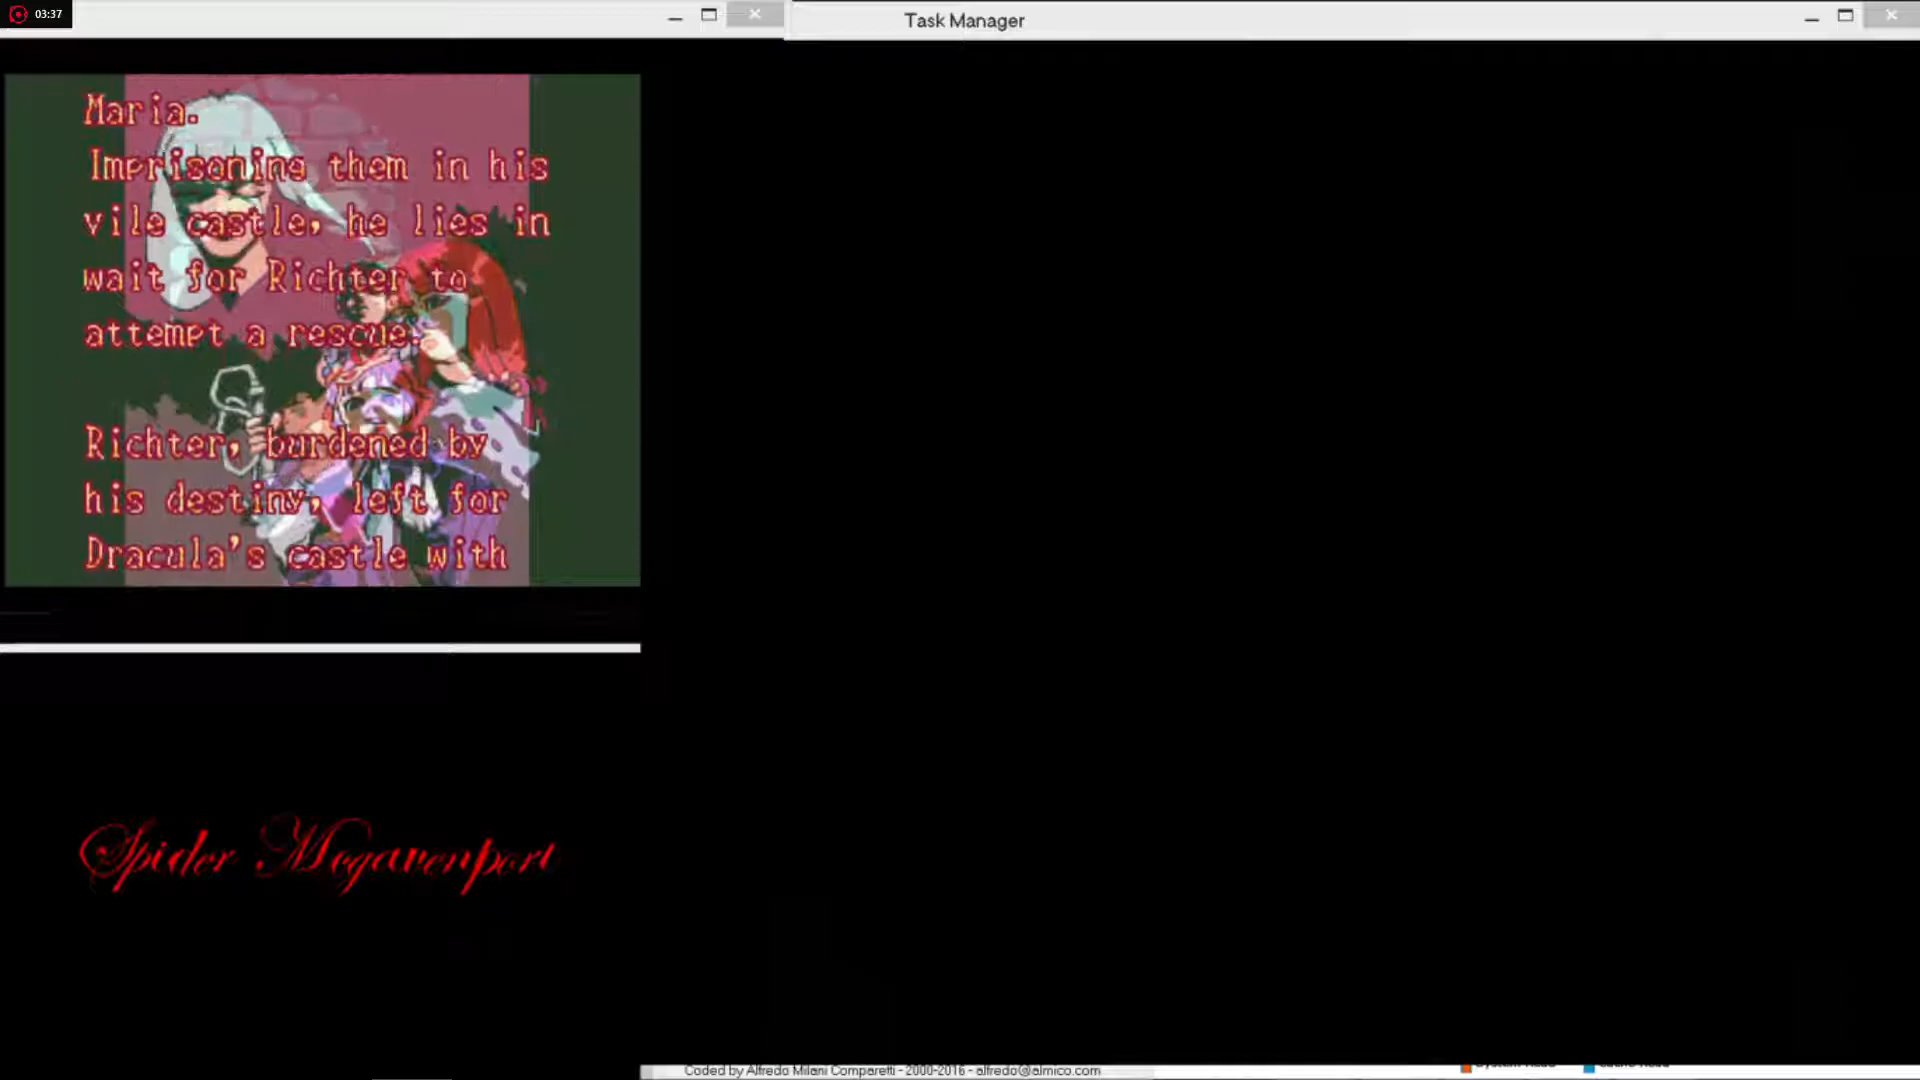 03:37
Task Manager
Maria.
Imprisoning them in his
vile castle, he lies in
wait for Richter to
attempt a rescue.
Richter, burdened by
his destiny, left for
Dracula's castle with
Spider Megavenport
Coded by Alfredo Milani Comparetti - 2000-2016 - alfredo@almico.com